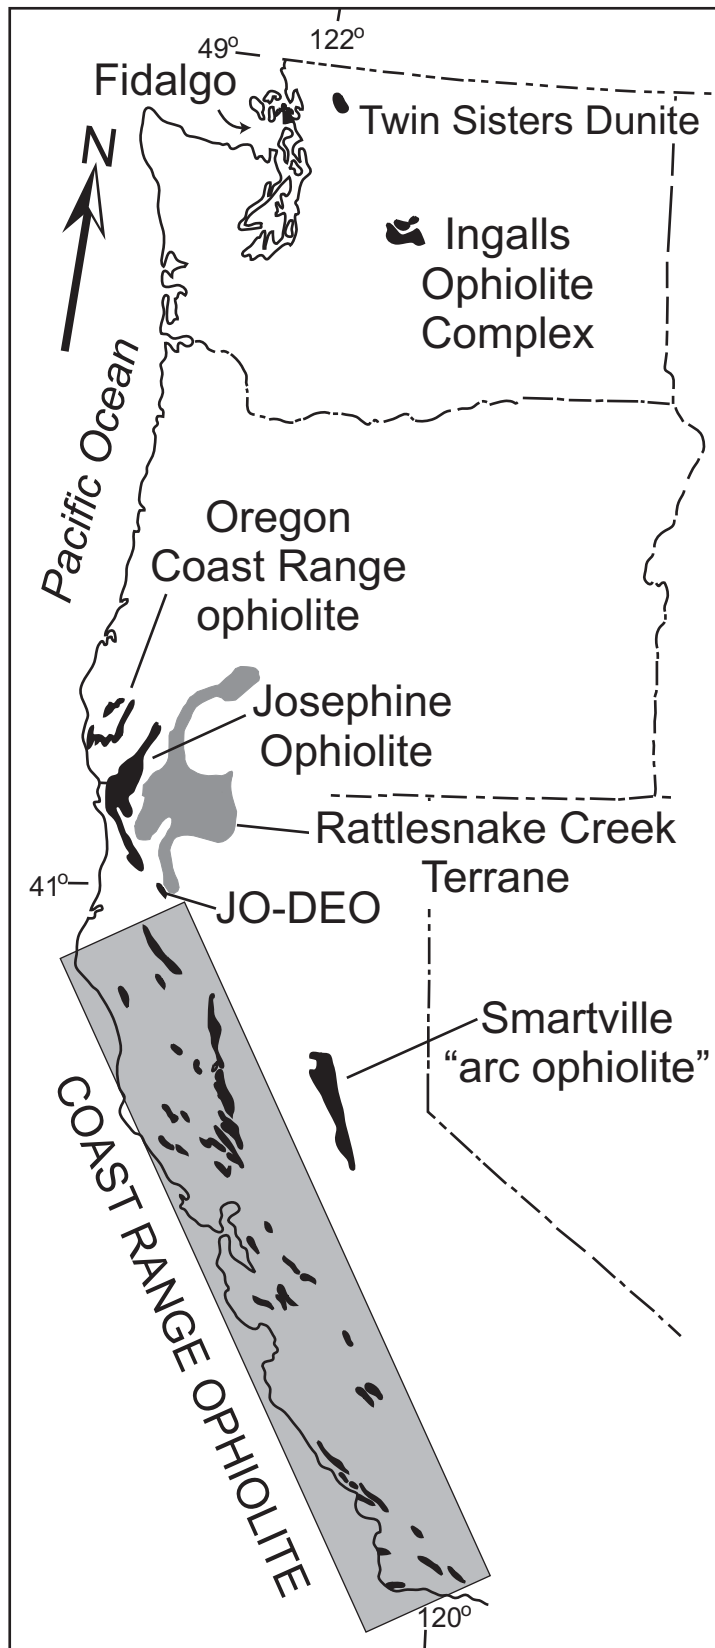 49°
122°
Fidalgo
Twin Sisters Dunite
N
Ingalls
Ophiolite
Complex
Pacific Ocean
Oregon
Coast Range
ophiolite
Josephine
Ophiolite
Rattlesnake Creek
Terrane
41°
JO-DEO
Smartville
“arc ophiolite”
COAST RANGE OPHIOLITE
120°